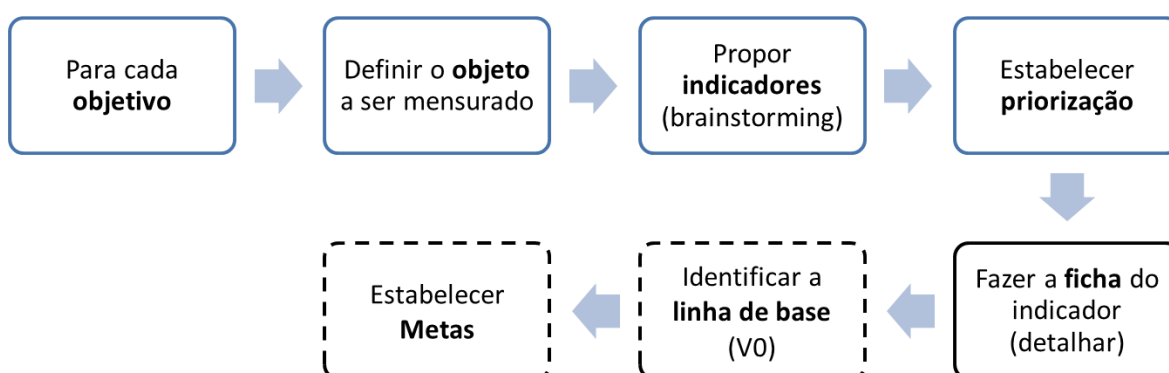 Para cada
objetivo
Definir o objeto
a ser mensurado
Propor
indicadores
(brainstorming)
Estabelecer
priorização
Fazer a ficha do
indicador
(detalhar)
Identificar a
linha de base
(V0)
Estabelecer
Metas